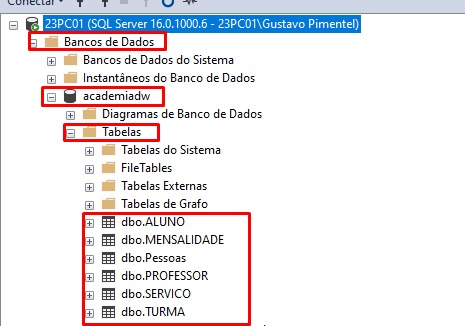 Conectar
23PC01 (SQL Server 16.0.1000.6 - 23PC01\Gustavo Pimentel)
Bancos de Dados
Bancos de Dados do Sistema
Instantâneos do Banco de Dados
academiadw
Diagramas de Banco de Dados
Tabelas
Tabelas do Sistema
FileTables
Tabelas Externas
Tabelas de Grafo
dbo.ALUNO
dbo.MENSALIDADE
dbo.Pessoas
dbo.PROFESSOR
dbo.SERVICO
dbo.TURMA